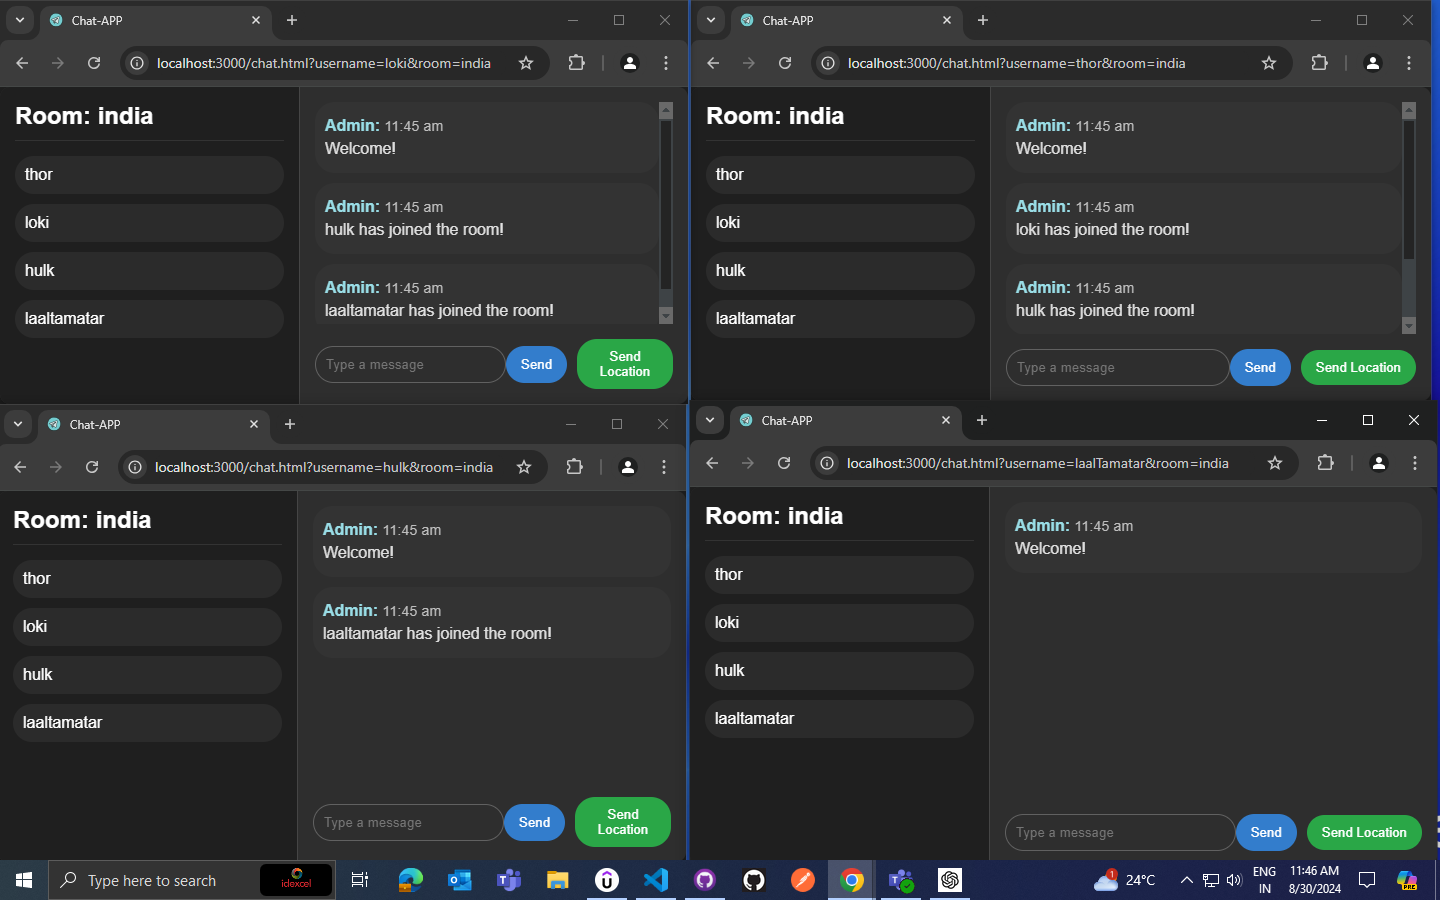 Chat-APP
localhost:3000/chat.html?username=loki&room=india
Room: india
thor
loki
hulk
laaltamatar
Admin: 11:45 am
Welcome!
Admin: 11:45 am
hulk has joined the room!
Admin: 11:45 am
laaltamatar has joined the room!
Type a message
Send
Send
Location
Chat-APP
localhost:3000/chat.html?username=thor&room=india
Room: india
thor
loki
hulk
laaltamatar
Admin: 11:45 am
Welcome!
Admin: 11:45 am
loki has joined the room!
Admin: 11:45 am
hulk has joined the room!
Type a message
Send
Send Location
Chat-APP
localhost:3000/chat.html?username=hulk&room=india
Room: india
thor
loki
hulk
laaltamatar
Admin: 11:45 am
Welcome!
Admin: 11:45 am
laaltamatar has joined the room!
Type a message
Send
Send
Location
Chat-APP
localhost:3000/chat.html?username=laalTamatar&room=india
Room: india
thor
loki
hulk
laaltamatar
Admin: 11:45 am
Welcome!
Type a message
Send
Send Location
Type here to search
idexcel
1
24°C
ENG
IN
11:46 AM
8/30/2024
PRE